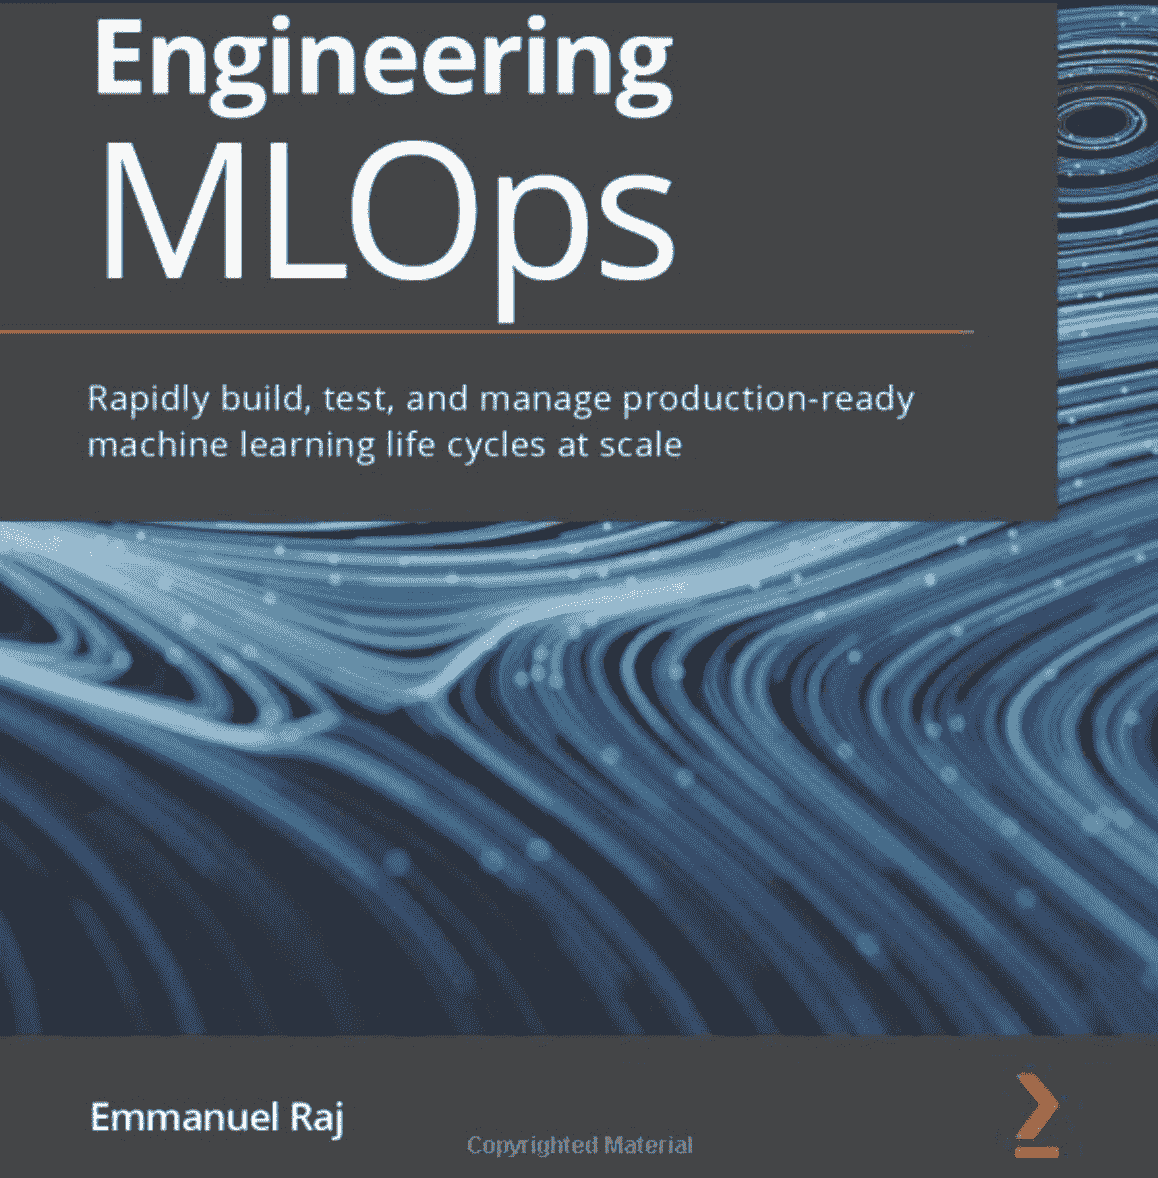 Engineering
MLOps
Rapidly build, test, and manage production-ready
machine learning life cycles at scale
Emmanuel Raj
Copyrighted Material